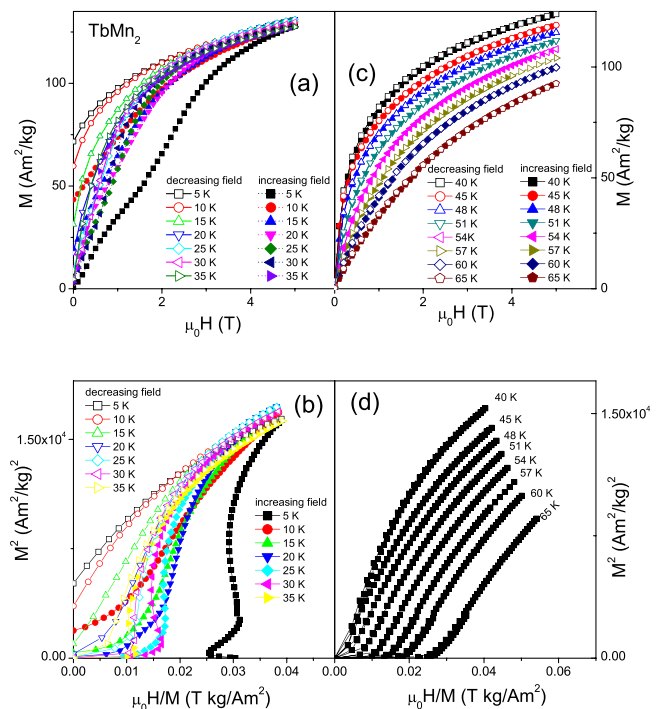 TbMn₂
(a)
M (Am²/kg)
100
50
0
decreasing field
5 K
10 K
15 K
20 K
25 K
30 K
35 K
increasing field
5 K
10 K
15 K
20 K
25 K
30 K
35 K
0 2 4
μ₀H (T)
(c)
decreasing field
40 K
45 K
48 K
51 K
54K
57 K
60 K
65 K
increasing field
40 K
45 K
48 K
51 K
54 K
57 K
60 K
65 K
100
50
0
M (Am²/kg)
0 2 4
μ₀H (T)
decreasing field
5 K
10 K
15 K
20 K
25 K
30 K
35 K
(b)
increasing field
5 K
10 K
15 K
20 K
25 K
30 K
35 K
M² (Am²/kg)²
1.50x10⁴
0.00
0.00 0.01 0.02 0.03 0.04
μ₀H/M (T kg/Am²)
(d)
40 K
45 K
48 K
51 K
54 K
57 K
60 K
65 K
1.50x10⁴
0.00
M² (Am²/kg)²
0.00 0.02 0.04 0.06
μ₀H/M (T kg/Am²)